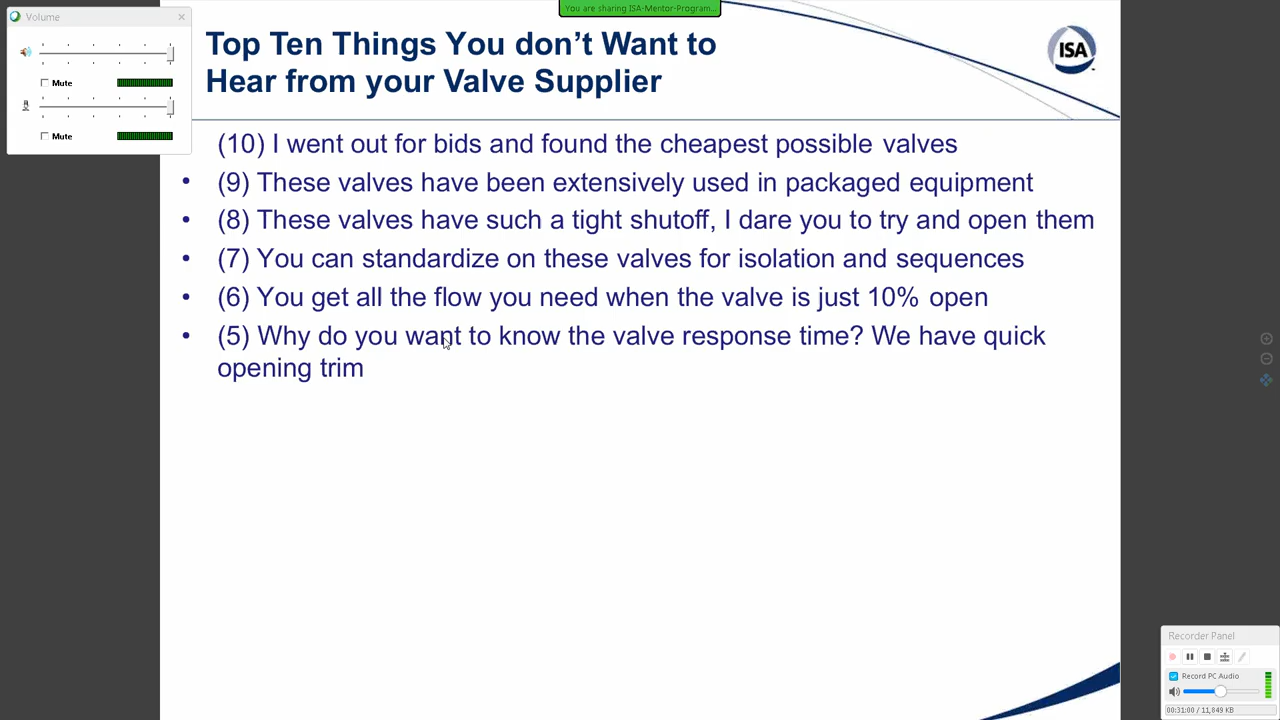 Volume
You are sharing ISA-Mentor-Program...
Top Ten Things You don’t Want to
Hear from your Valve Supplier
ISA
Mute
Mute
(10) I went out for bids and found the cheapest possible valves
• (9) These valves have been extensively used in packaged equipment
• (8) These valves have such a tight shutoff, I dare you to try and open them
• (7) You can standardize on these valves for isolation and sequences
• (6) You get all the flow you need when the valve is just 10% open
• (5) Why do you want to know the valve response time? We have quick
opening trim
Recorder Panel
Record PC Audio
00:31:00 / 11,849 KB